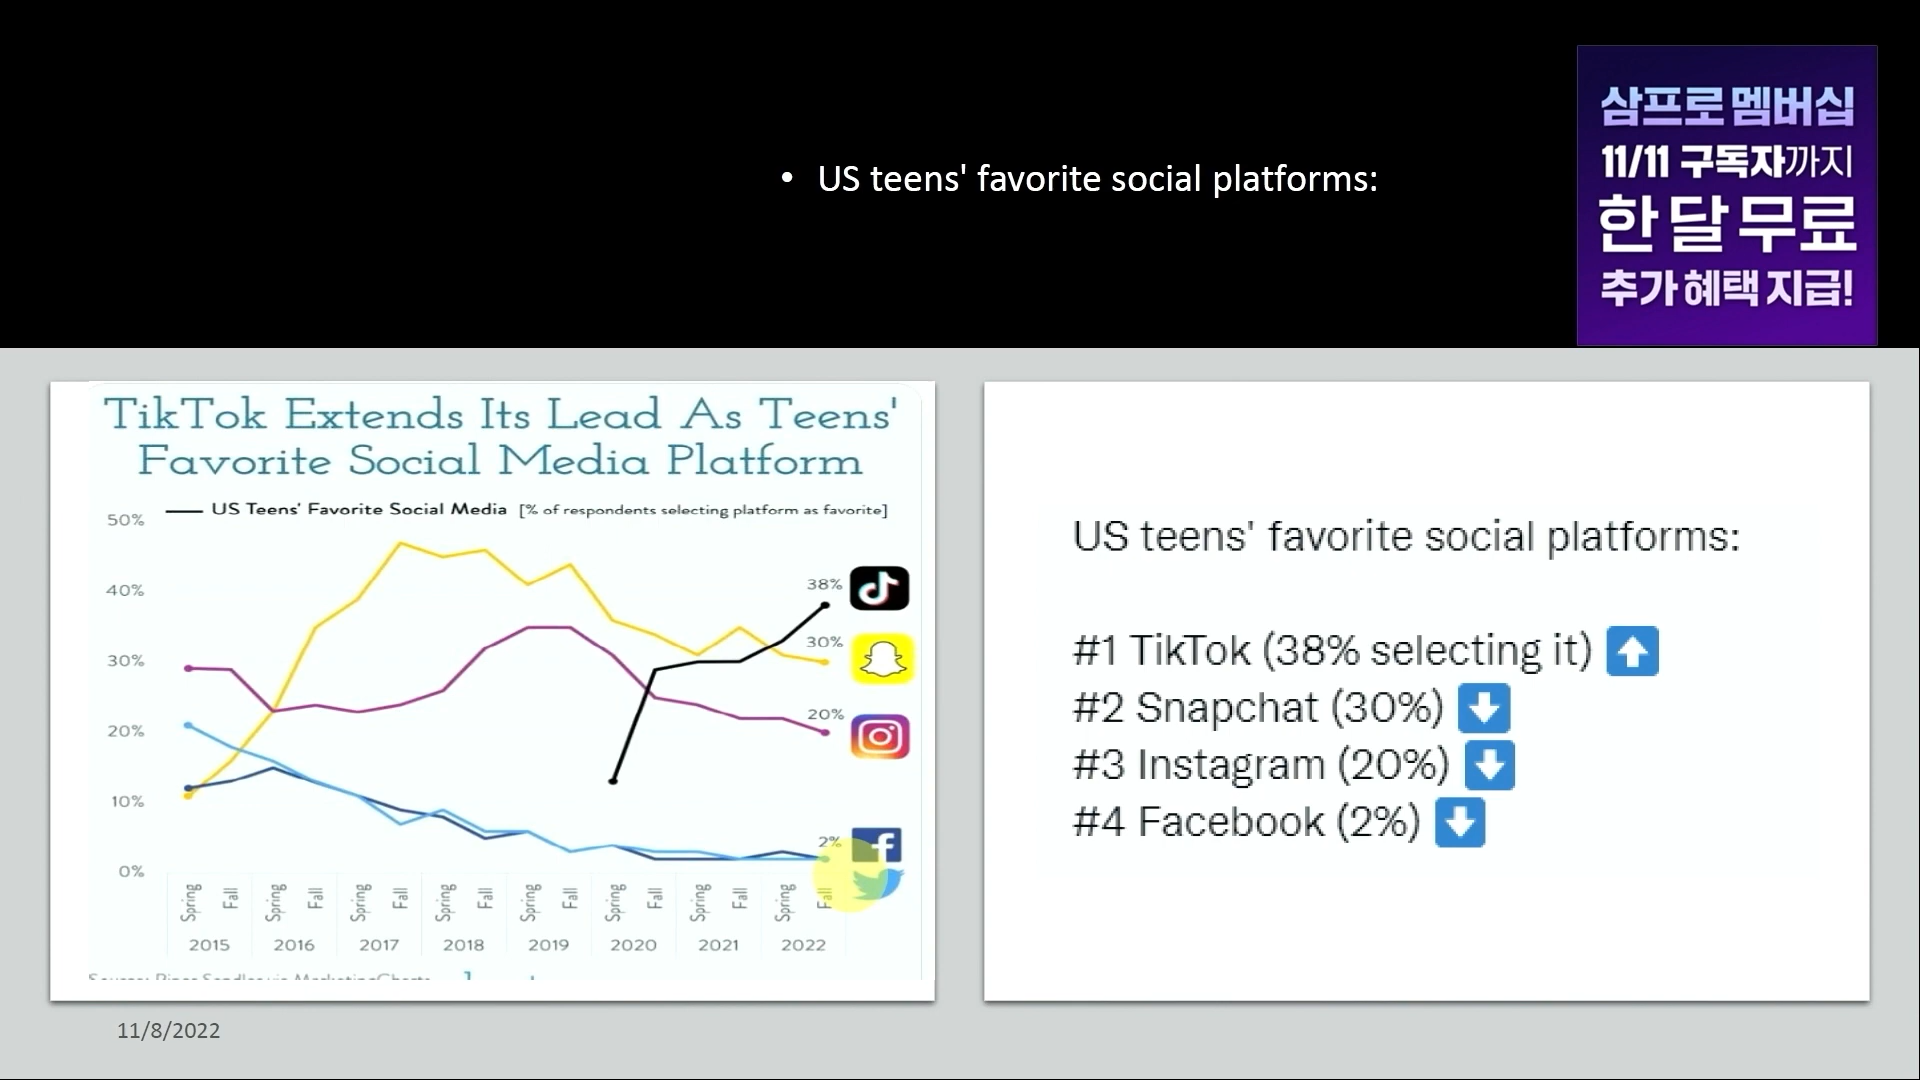 US teens' favorite social platforms:
삼프로 멤버십
11/11 구독자까지
한 달 무료
추가 혜택 지급!
TikTok Extends Its Lead As Teens'
Favorite Social Media Platform
US Teens' Favorite Social Media [% of respondents selecting platform as favorite]
50%
40%
30%
20%
10%
0%
38%
30%
20%
2%
Spring Fall Spring Fall Spring Fall Spring Fall Spring Fall Spring Fall Spring Fall Spring Fall
2015 2016 2017 2018 2019 2020 2021 2022
US teens' favorite social platforms:
#1 TikTok (38% selecting it)
#2 Snapchat (30%)
#3 Instagram (20%)
#4 Facebook (2%)
11/8/2022